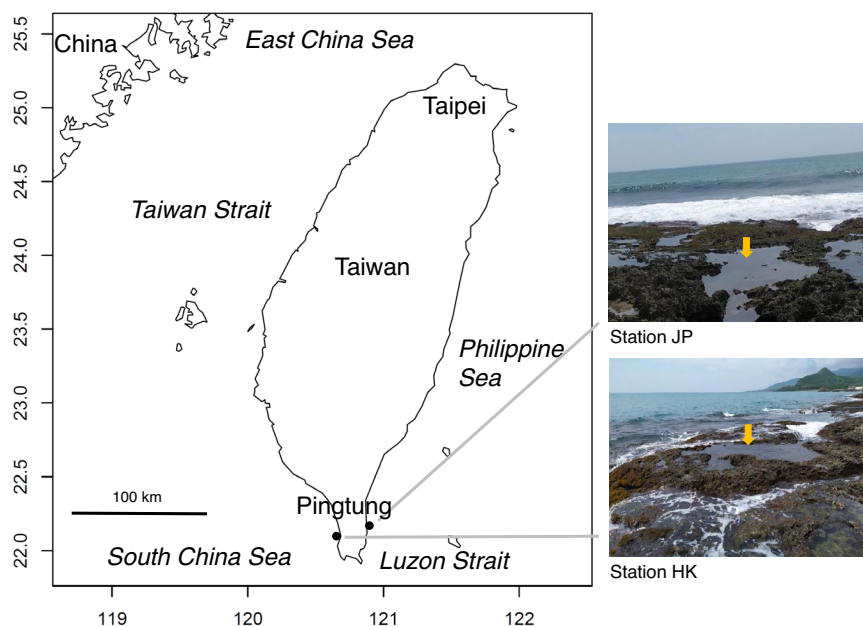 25.5
25.0
24.5
24.0
23.5
23.0
22.5
22.0
China
East China Sea
Taipei
Taiwan Strait
Taiwan
Philippine
Sea
100 km
Pingtung
South China Sea
Luzon Strait
119
120
121
122
Station JP
Station HK